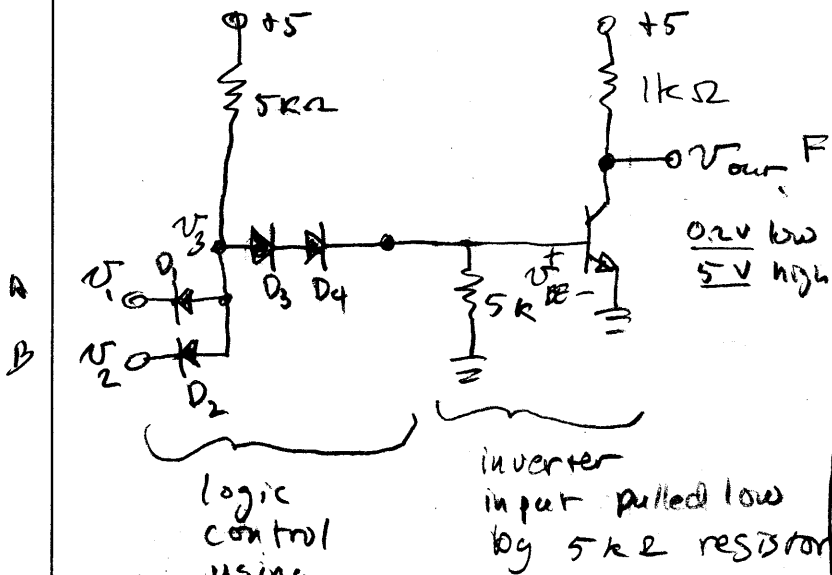 +5
+5
5KΩ
1kΩ
Vout F
V3
0.2V low
5V high
D1
A V1
D3 D4
5K
VBE
+
-
B V2
D2
logic
control
using
inverter
input pulled low
by 5kΩ resistor